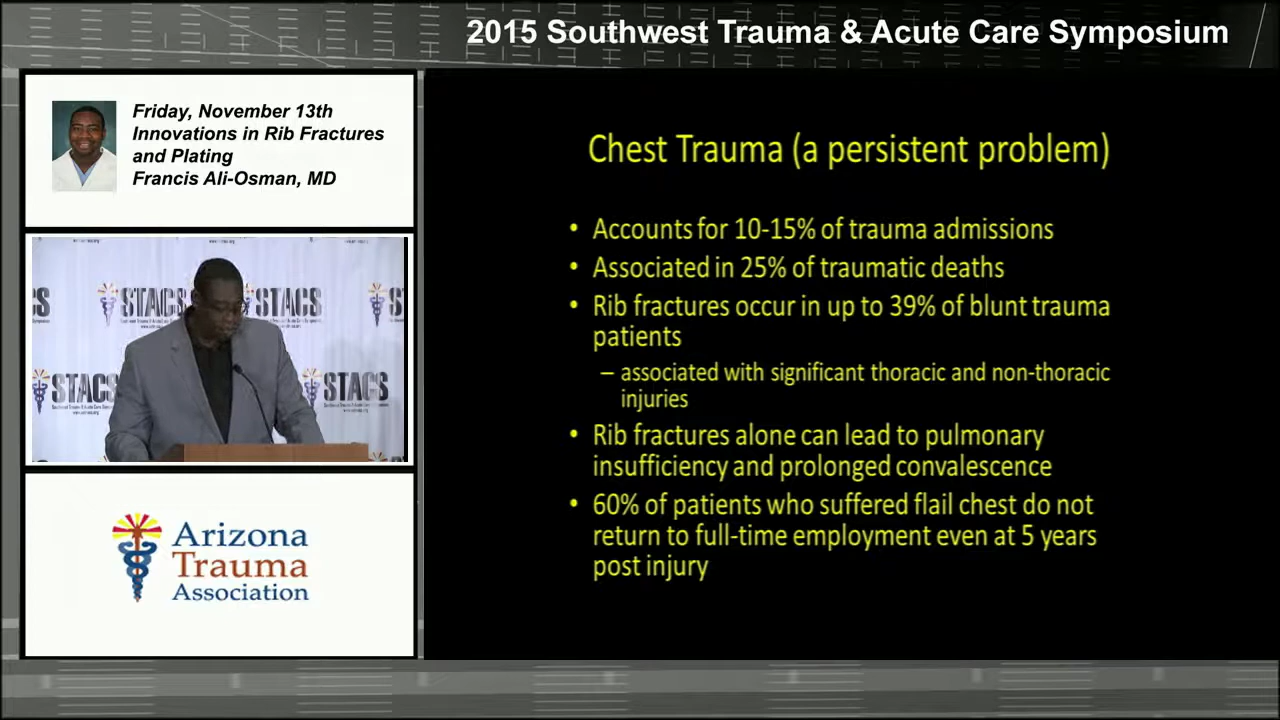 2015 Southwest Trauma & Acute Care Symposium
Friday, November 13th
Innovations in Rib Fractures
and Plating
Francis Ali-Osman, MD
STACS
STACS
STACS
STACS
Arizona
Trauma
Association
Chest Trauma (a persistent problem)
• Accounts for 10-15% of trauma admissions
• Associated in 25% of traumatic deaths
• Rib fractures occur in up to 39% of blunt trauma
patients
– associated with significant thoracic and non-thoracic
injuries
• Rib fractures alone can lead to pulmonary
insufficiency and prolonged convalescence
• 60% of patients who suffered flail chest do not
return to full-time employment even at 5 years
post injury